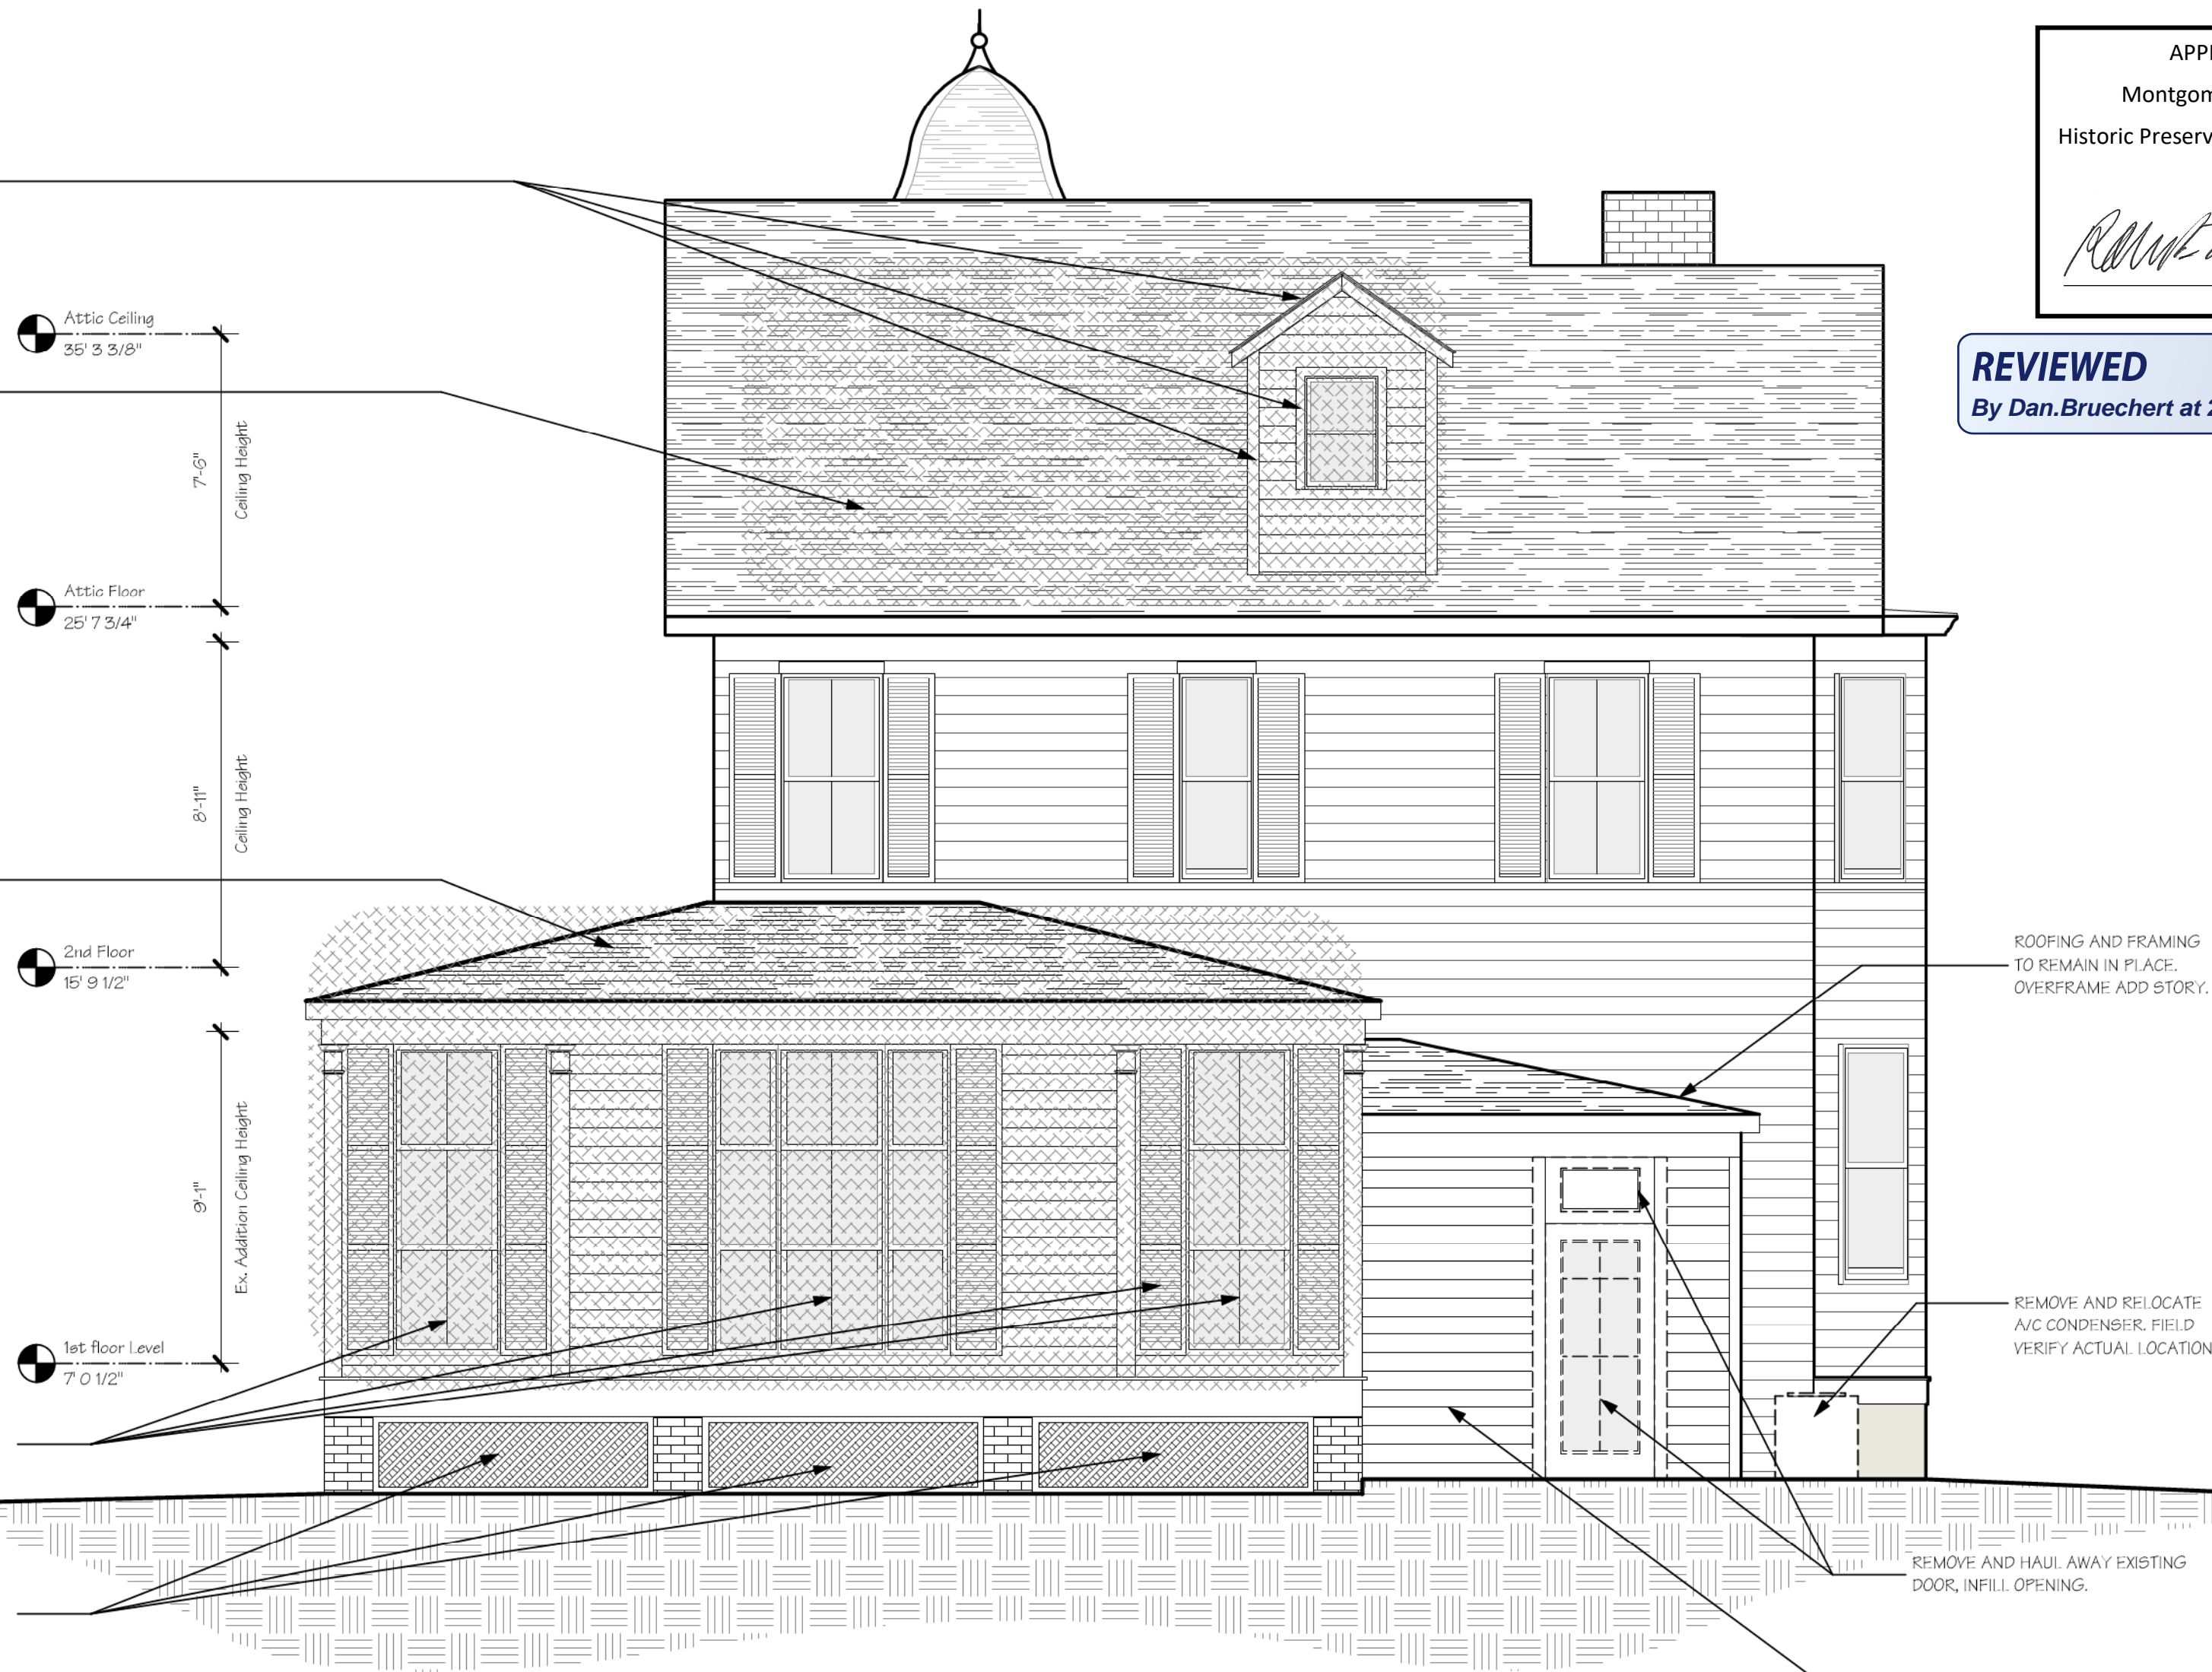 APP
Montgom
Historic Preserv
REVIEWED
By Dan.Bruechert at 2
Attic Ceiling
35' 3 3/8"
7'-6"
Ceiling Height
Attic Floor
25' 7 3/4"
8'-11"
Ceiling Height
2nd Floor
15' 9 1/2"
9'-1"
Ex. Addition Ceiling Height
1st floor Level
7' 0 1/2"
ROOFING AND FRAMING
TO REMAIN IN PLACE.
OVERFRAME ADD STORY.
REMOVE AND RELOCATE
A/C CONDENSER. FIELD
VERIFY ACTUAL LOCATION
REMOVE AND HAUL AWAY EXISTING
DOOR, INFILL OPENING.